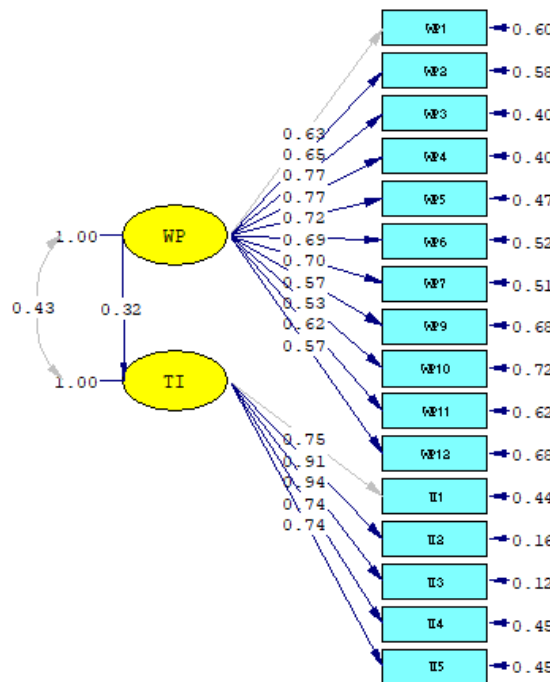 WP1 0.60
WP2 0.58
WP3 0.40
0.63
0.65
WP4 0.40
0.77
0.77
WP5 0.47
0.72
1.00 WP 0.69 WP6 0.52
0.70
WP7 0.51
0.57
0.43 0.32 0.53
WP9 0.68
0.62
0.57
WP10 0.72
1.00 TI
WP11 0.62
0.75
WP12 0.68
0.91
0.94
TI1 0.44
0.74
0.74
TI2 0.16
TI3 0.12
TI4 0.45
TI5 0.45